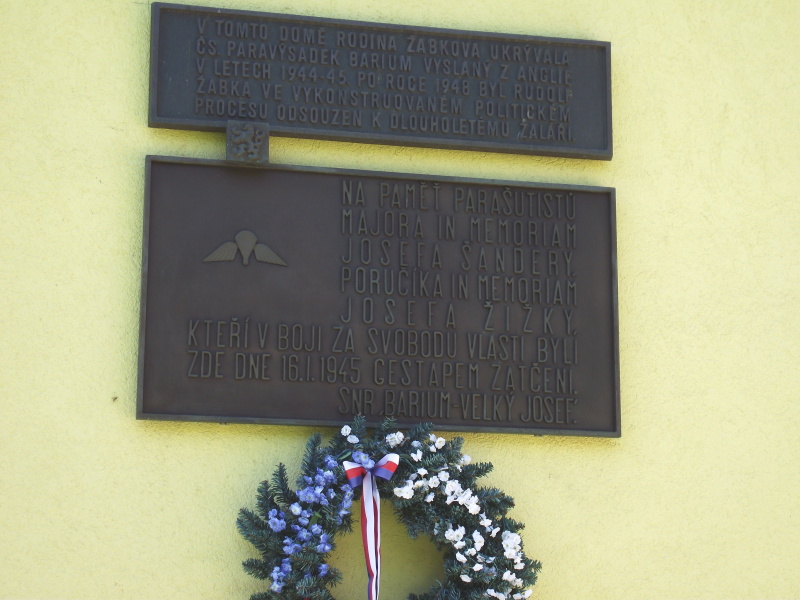 V TOMTO DOMĚ RODINA ŽABKOVA UKRÝVALA
ČS. PARAVÝSADEK BARIUM VYSLANÝ Z ANGLIE
V LETECH 1944-45. PO ROCE 1948 BYL RUDOLF
ŽABKA VE VYKONSTRUOVANÉM POLITICKÉM
PROCESU ODSOUZEN K DLOUHOLETÉMU ŽALÁŘI
NA PAMĚŤ PARAŠUTISTŮ
MAJORA IN MEMORIAM
JOSEFA ŠANDERY,
PORUČÍKA IN MEMORIAM
JOSEFA ŽIŽKY,
KTEŘÍ V BOJI ZA SVOBODU VLASTI BYLI
ZDE DNE 16.1.1945 GESTAPEM ZATČENI.
SNR. BARIUM-VELKÝ JOSEF.